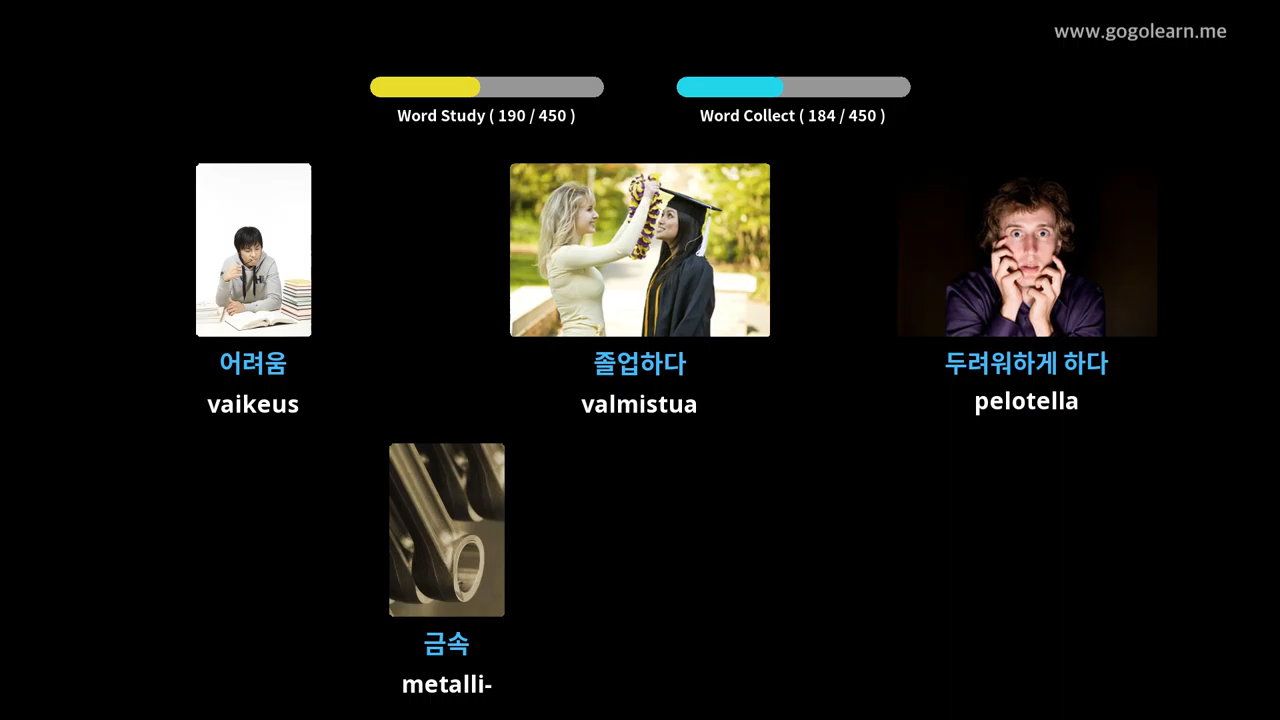 www.gogolearn.me
Word Study ( 190 / 450 )
Word Collect ( 184 / 450 )
어려움
vaikeus
졸업하다
valmistua
두려워하게 하다
pelotella
금속
metalli-